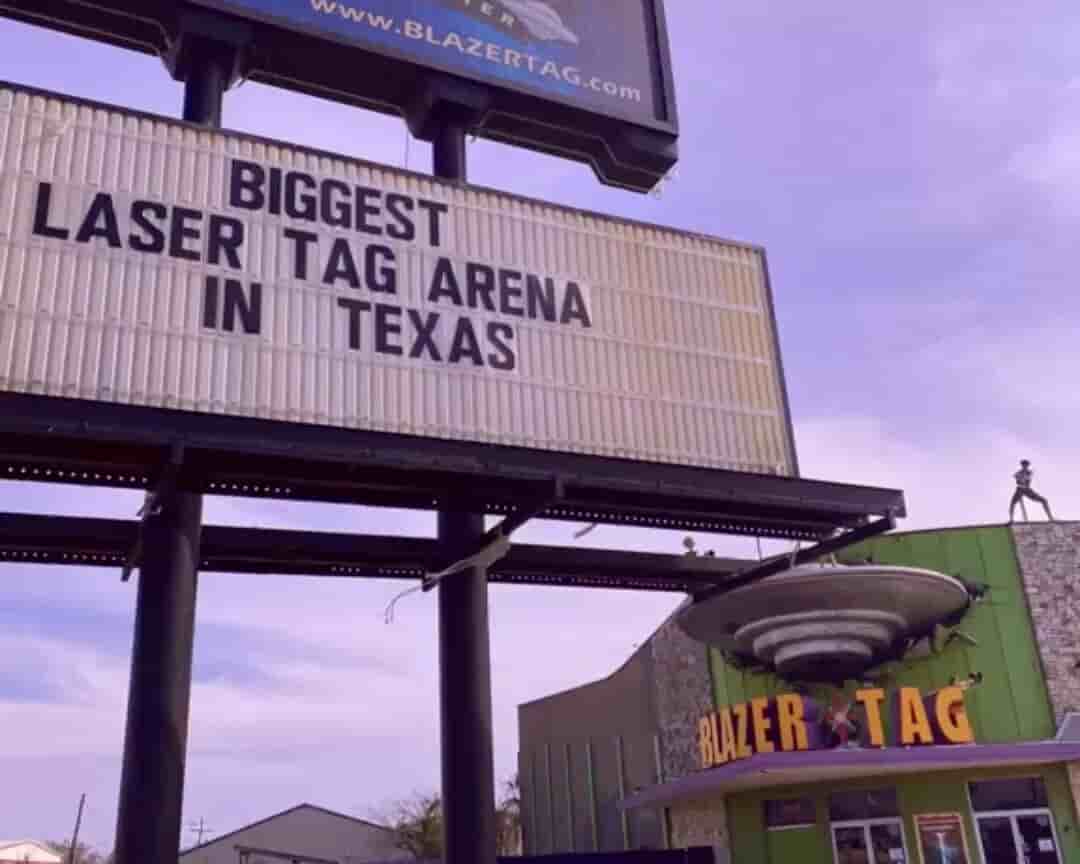 www.BLAZERTAG.com
BIGGEST
LASER TAG ARENA
IN TEXAS
BLAZER TAG